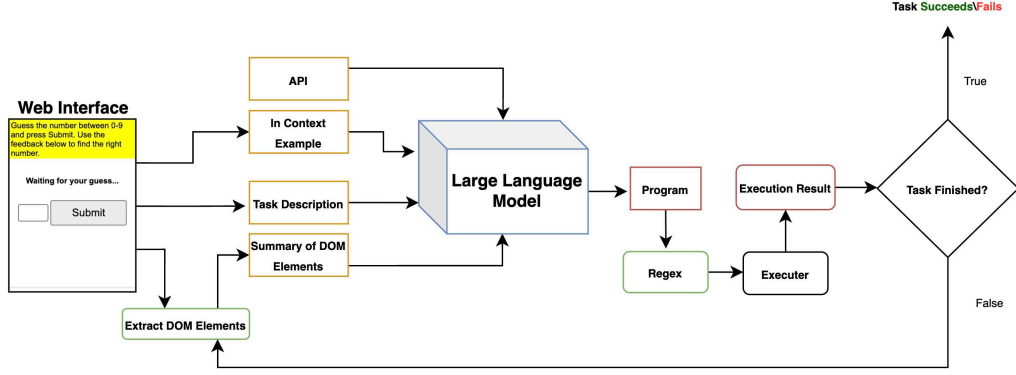 Task Succeeds\Fails
True
API
Web Interface
Guess the number between 0-9
and press Submit. Use the
feedback below to find the right
number.
In Context
Example
Waiting for your guess...
Submit
Large Language
Model
Task Description
Program
Execution Result
Task Finished?
Summary of DOM
Elements
Regex
Executer
False
Extract DOM Elements